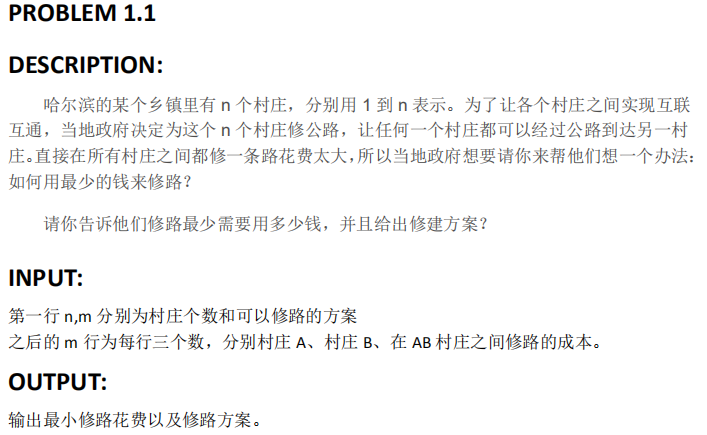 PROBLEM 1.1
DESCRIPTION:
哈尔滨的某个乡镇里有 n 个村庄，分别用 1 到 n 表示。为了让各个村庄之间实现互联
互通，当地政府决定为这个 n 个村庄修公路，让任何一个村庄都可以经过公路到达另一村
庄。直接在所有村庄之间都修一条路花费太大，所以当地政府想要请你来帮他们想一个办法：
如何用最少的钱来修路？
请你告诉他们修路最少需要用多少钱，并且给出修建方案？
INPUT:
第一行 n,m 分别为村庄个数和可以修路的方案
之后的 m 行为每行三个数，分别村庄 A、村庄 B、在 AB 村庄之间修路的成本。
OUTPUT:
输出最小修路花费以及修路方案。